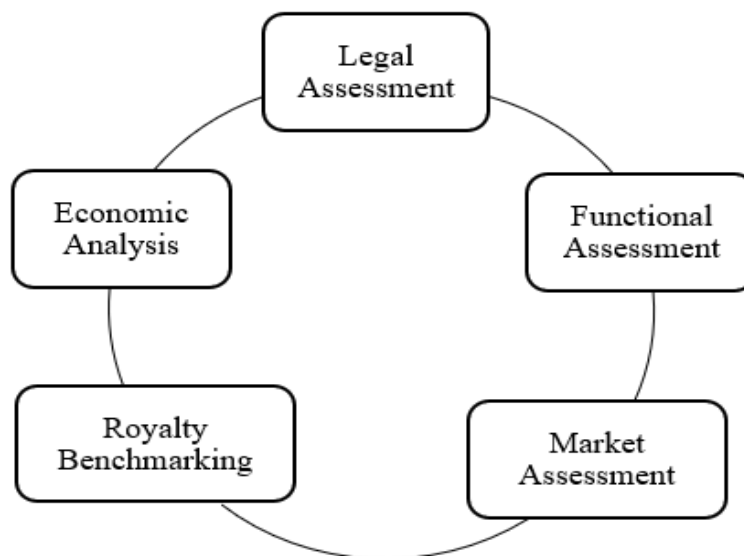 Legal
Assessment
Functional
Assessment
Market
Assessment
Royalty
Benchmarking
Economic
Analysis